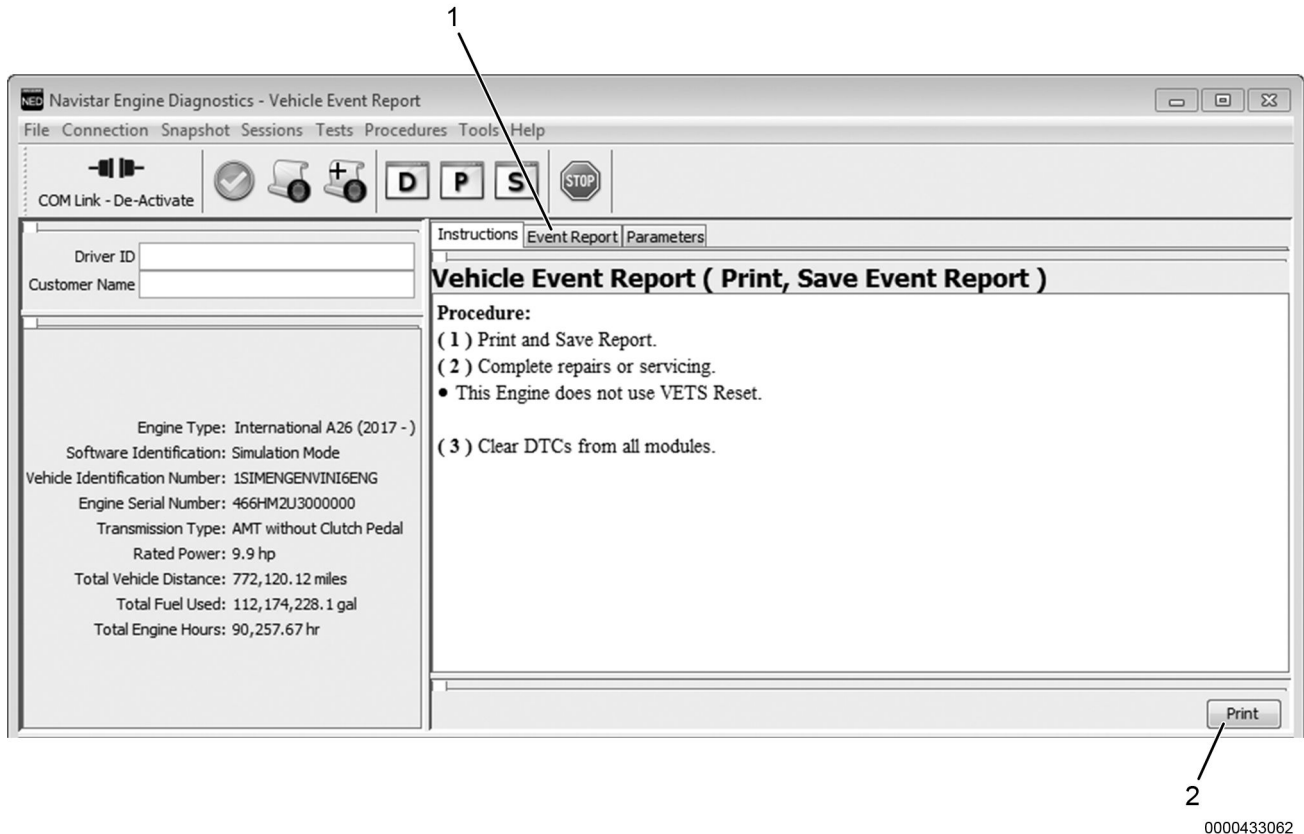 1
NED Navistar Engine Diagnostics - Vehicle Event Report
File Connection Snapshot Sessions Tests Procedures Tools Help
COM Link - De-Activate
D P S STOP
Driver ID
Customer Name
Engine Type: International A26 (2017 - )
Software Identification: Simulation Mode
Vehicle Identification Number: 1SIMENGENVINI6ENG
Engine Serial Number: 466HM2U3000000
Transmission Type: AMT without Clutch Pedal
Rated Power: 9.9 hp
Total Vehicle Distance: 772,120.12 miles
Total Fuel Used: 112,174,228.1 gal
Total Engine Hours: 90,257.67 hr
Instructions Event Report Parameters
Vehicle Event Report ( Print, Save Event Report )
Procedure:
( 1 ) Print and Save Report.
( 2 ) Complete repairs or servicing.
• This Engine does not use VETS Reset.
( 3 ) Clear DTCs from all modules.
Print
2
0000433062